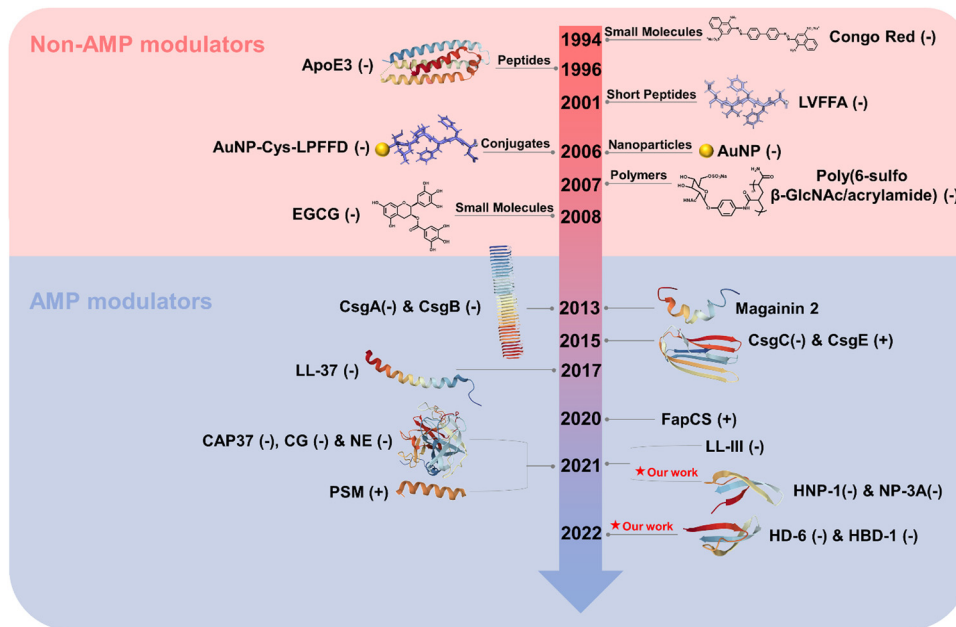 Non-AMP modulators
1994
Small Molecules
Congo Red (-)
ApoE3 (-)
Peptides
1996
2001
Short Peptides
LVFFA (-)
AuNP-Cys-LPFFD (-)
Conjugates
2006
Nanoparticles
AuNP (-)
2007
Polymers
Poly(6-sulfo
β-GlcNAc/acrylamide) (-)
EGCG (-)
Small Molecules
2008
AMP modulators
CsgA(-) & CsgB (-)
2013
Magainin 2
2015
CsgC(-) & CsgE (+)
LL-37 (-)
2017
2020
FapCS (+)
CAP37 (-), CG (-) & NE (-)
LL-III (-)
2021
★Our work
PSM (+)
HNP-1(-) & NP-3A(-)
★Our work
2022
HD-6 (-) & HBD-1 (-)